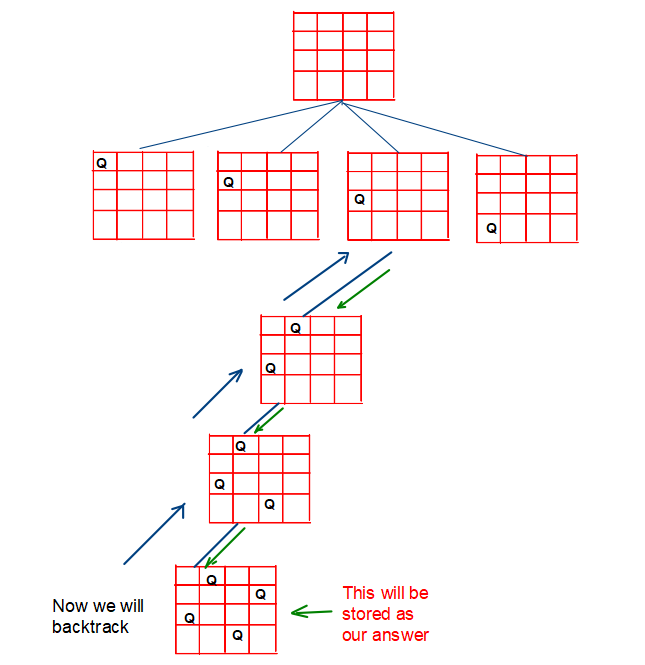 Q
Q
Q
Q
Q
Q
Q
Q
Q
Q
Q
Q
Q
Q
Now we will
backtrack
This will be
stored as
our answer